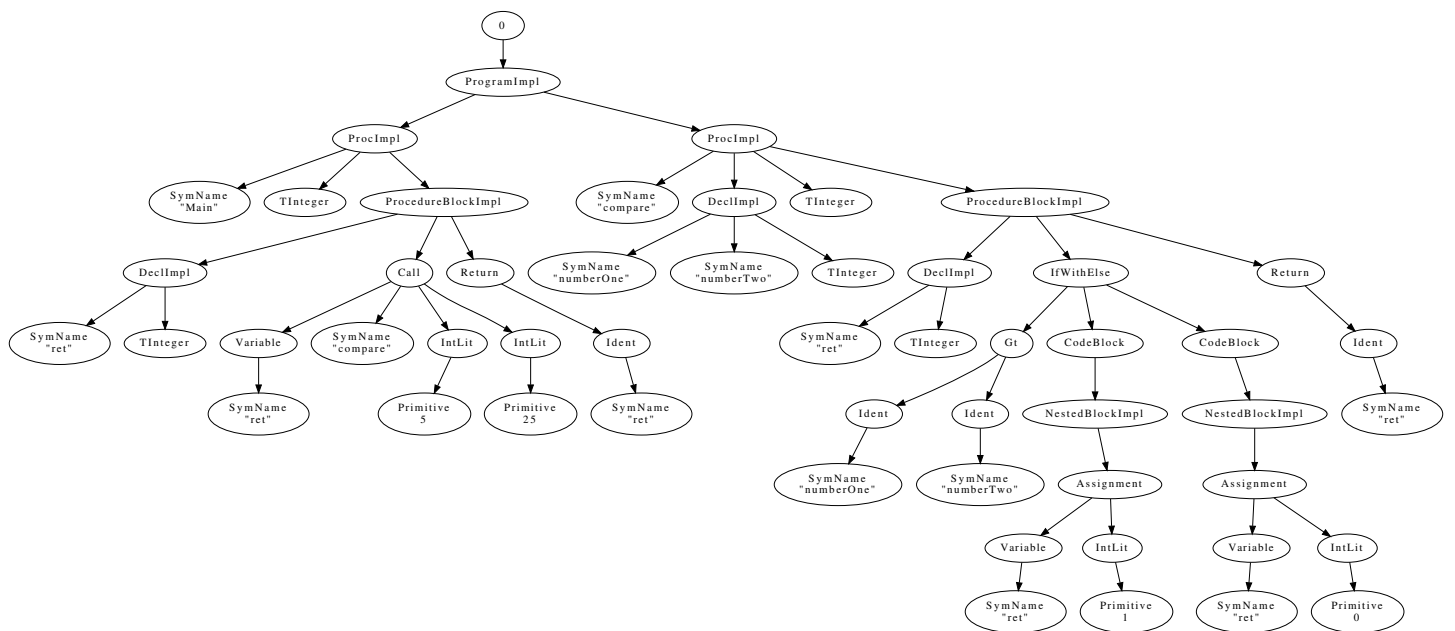 0
ProgramImpl
ProcImpl
ProcImpl
SymName
"Main"
TInteger
ProcedureBlockImpl
SymName
"compare"
DeclImpl
TInteger
ProcedureBlockImpl
DeclImpl
Call
Return
SymName
"numberOne"
SymName
"numberTwo"
TInteger
DeclImpl
IfWithElse
Return
SymName
"ret"
TInteger
Variable
SymName
"compare"
IntLit
IntLit
Ident
SymName
"ret"
TInteger
Gt
CodeBlock
CodeBlock
Ident
SymName
"ret"
Primitive
5
Primitive
25
SymName
"ret"
Ident
Ident
NestedBlockImpl
NestedBlockImpl
SymName
"ret"
SymName
"numberOne"
SymName
"numberTwo"
Assignment
Assignment
Variable
IntLit
Variable
IntLit
SymName
"ret"
Primitive
1
SymName
"ret"
Primitive
0